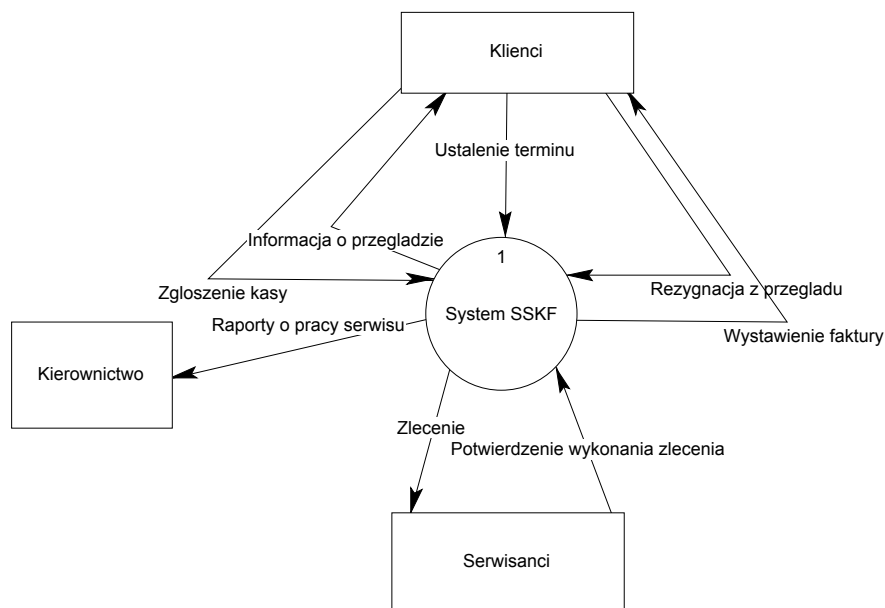 Klienci
Ustalenie terminu
Informacja o przegladzie
1
Zgloszenie kasy
Rezygnacja z przegladu
System SSKF
Raporty o pracy serwisu
Wystawienie faktury
Kierownictwo
Zlecenie
Potwierdzenie wykonania zlecenia
Serwisanci